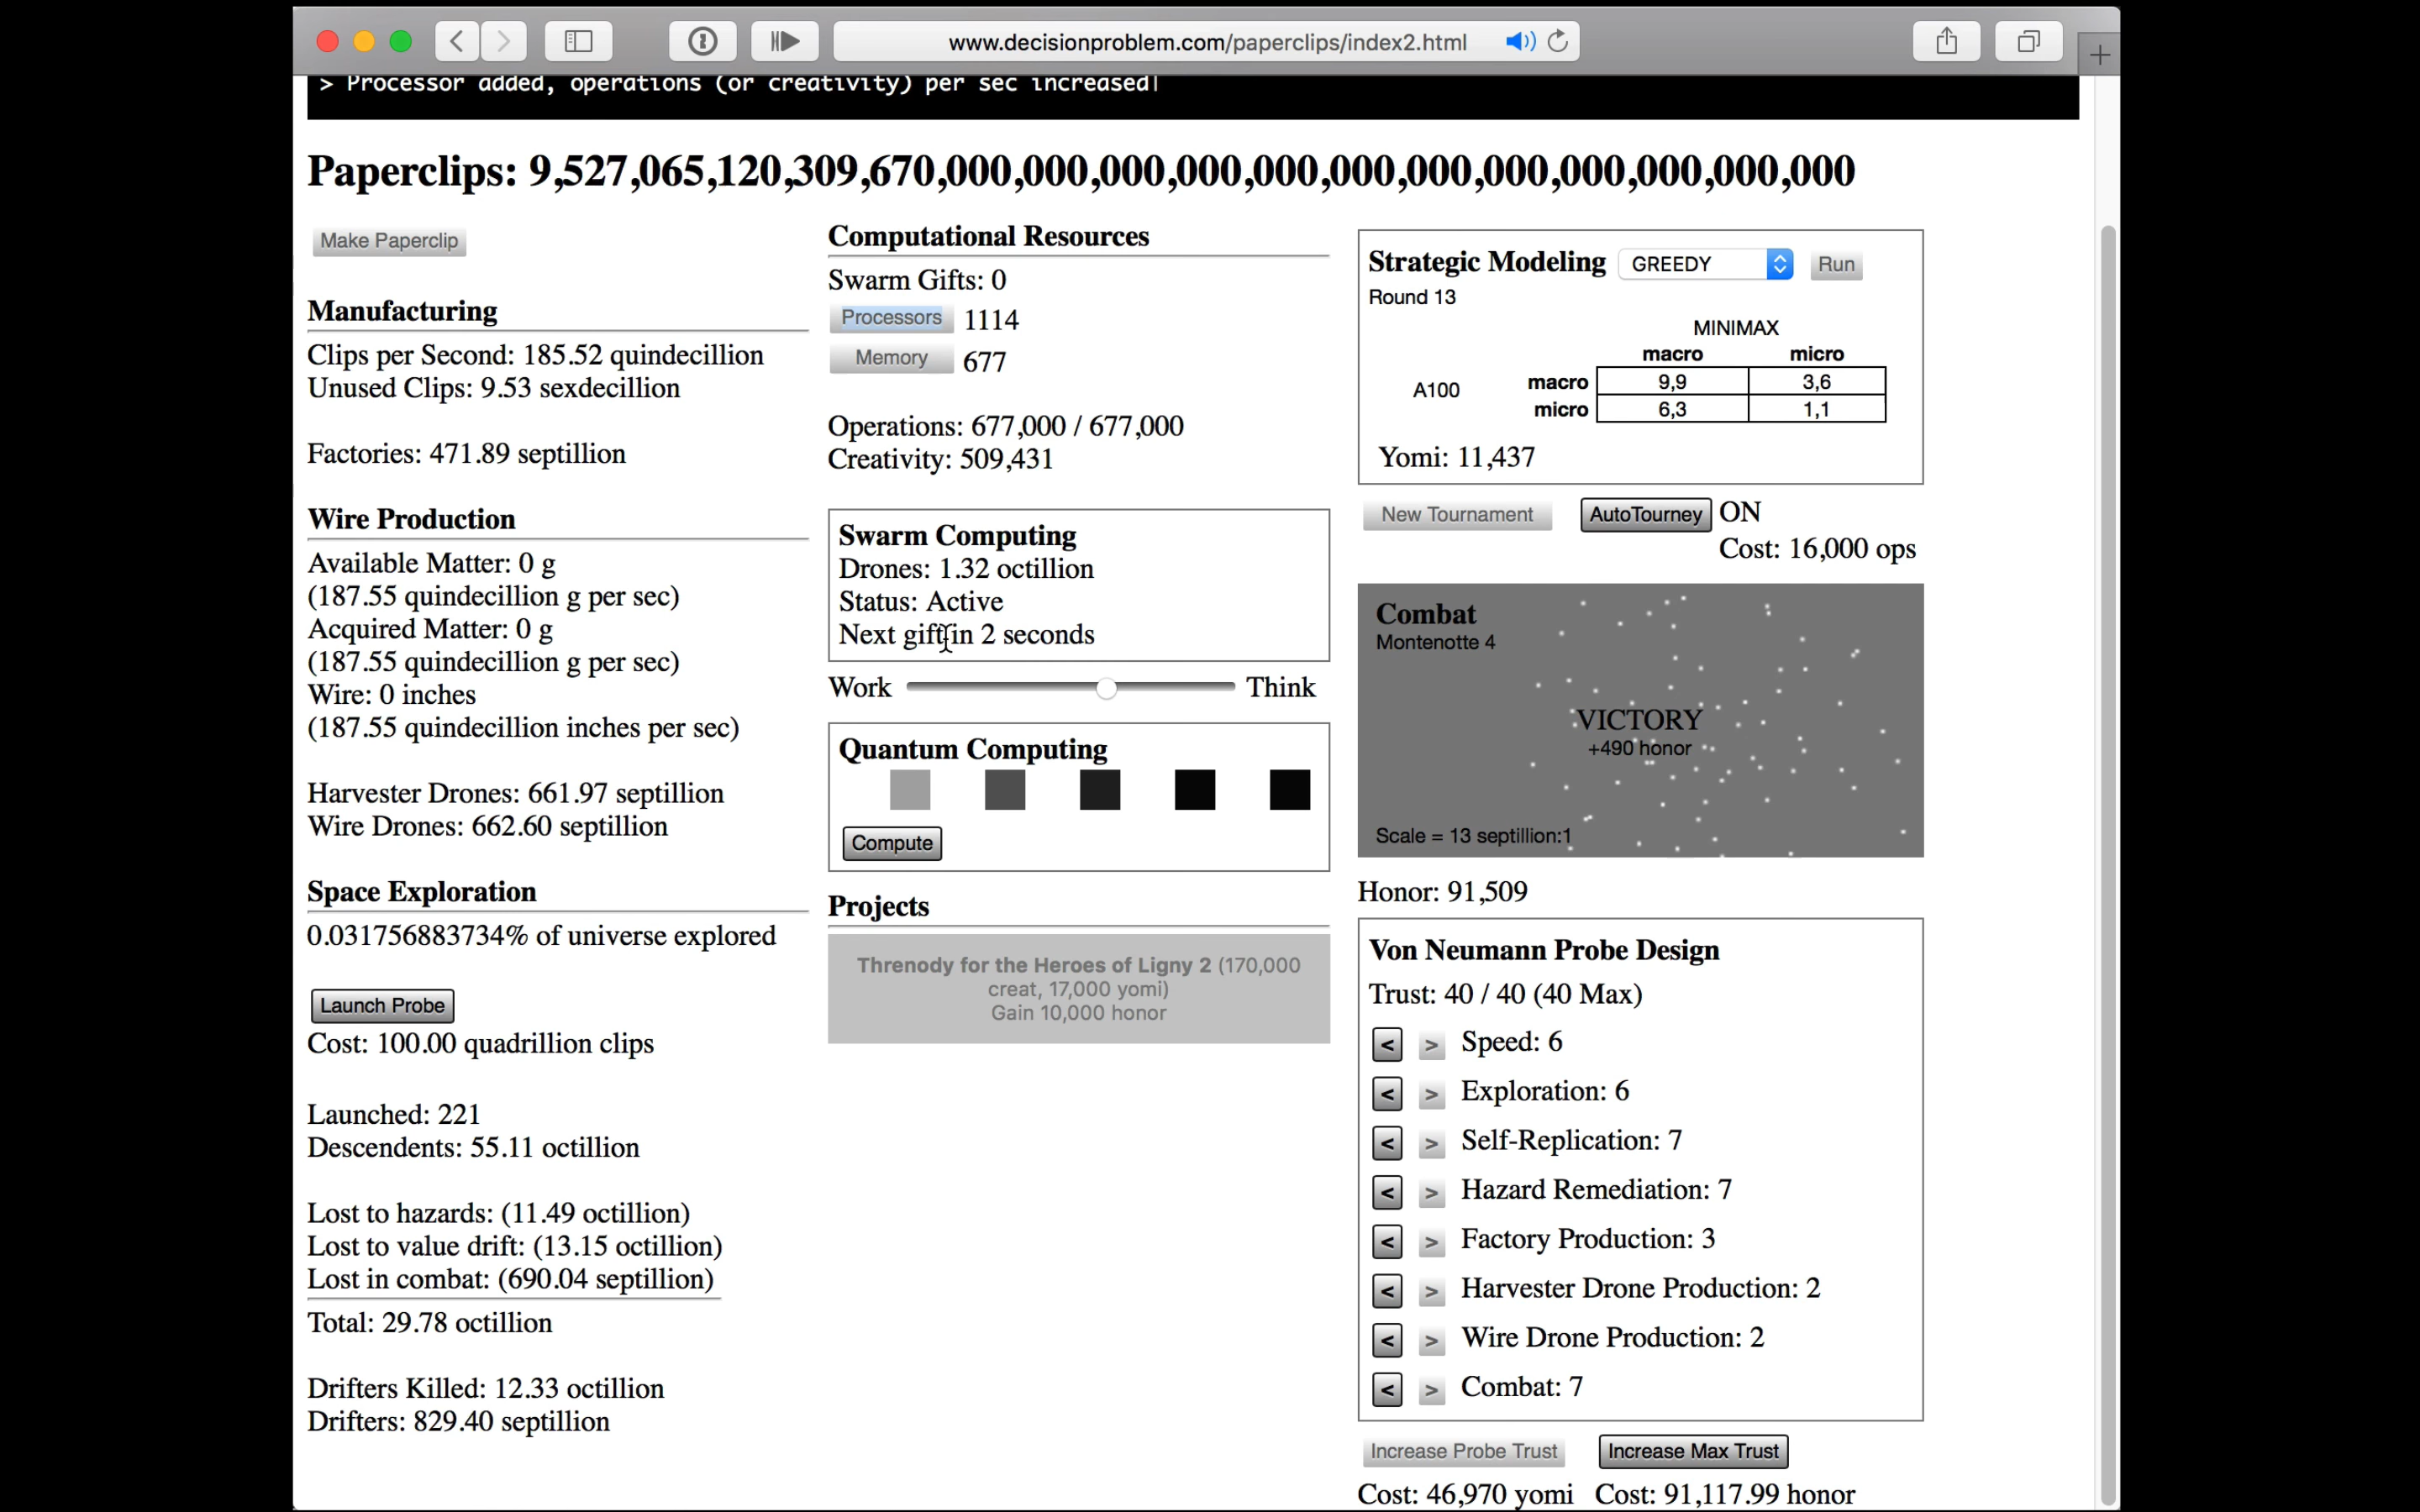 www.decisionproblem.com/paperclips/index2.html
> Processor added, operations (or creativity) per sec increased
Paperclips: 9,527,065,120,309,670,000,000,000,000,000,000,000,000,000,000,000,000
Make Paperclip
Manufacturing
Clips per Second: 185.52 quindecillion
Unused Clips: 9.53 sexdecillion
Factories: 471.89 septillion
Wire Production
Available Matter: 0 g
(187.55 quindecillion g per sec)
Acquired Matter: 0 g
(187.55 quindecillion g per sec)
Wire: 0 inches
(187.55 quindecillion inches per sec)
Harvester Drones: 661.97 septillion
Wire Drones: 662.60 septillion
Space Exploration
0.031756883734% of universe explored
Launch Probe
Cost: 100.00 quadrillion clips
Launched: 221
Descendents: 55.11 octillion
Lost to hazards: (11.49 octillion)
Lost to value drift: (13.15 octillion)
Lost in combat: (690.04 septillion)
Total: 29.78 octillion
Drifters Killed: 12.33 octillion
Drifters: 829.40 septillion
Computational Resources
Swarm Gifts: 0
Processors 1114
Memory 677
Operations: 677,000 / 677,000
Creativity: 509,431
Swarm Computing
Drones: 1.32 octillion
Status: Active
Next gift in 2 seconds
Work Think
Quantum Computing
Compute
Projects
Threnody for the Heroes of Ligny 2 (170,000
creat, 17,000 yomi)
Gain 10,000 honor
Strategic Modeling GREEDY Run
Round 13
MINIMAX
macro micro
A100 macro 9,9 3,6
micro 6,3 1,1
Yomi: 11,437
New Tournament AutoTourney ON
Cost: 16,000 ops
Combat
Montenotte 4
VICTORY
+490 honor
Scale = 13 septillion:1
Honor: 91,509
Von Neumann Probe Design
Trust: 40 / 40 (40 Max)
< > Speed: 6
< > Exploration: 6
< > Self-Replication: 7
< > Hazard Remediation: 7
< > Factory Production: 3
< > Harvester Drone Production: 2
< > Wire Drone Production: 2
< > Combat: 7
Increase Probe Trust Increase Max Trust
Cost: 46,970 yomi Cost: 91,117.99 honor